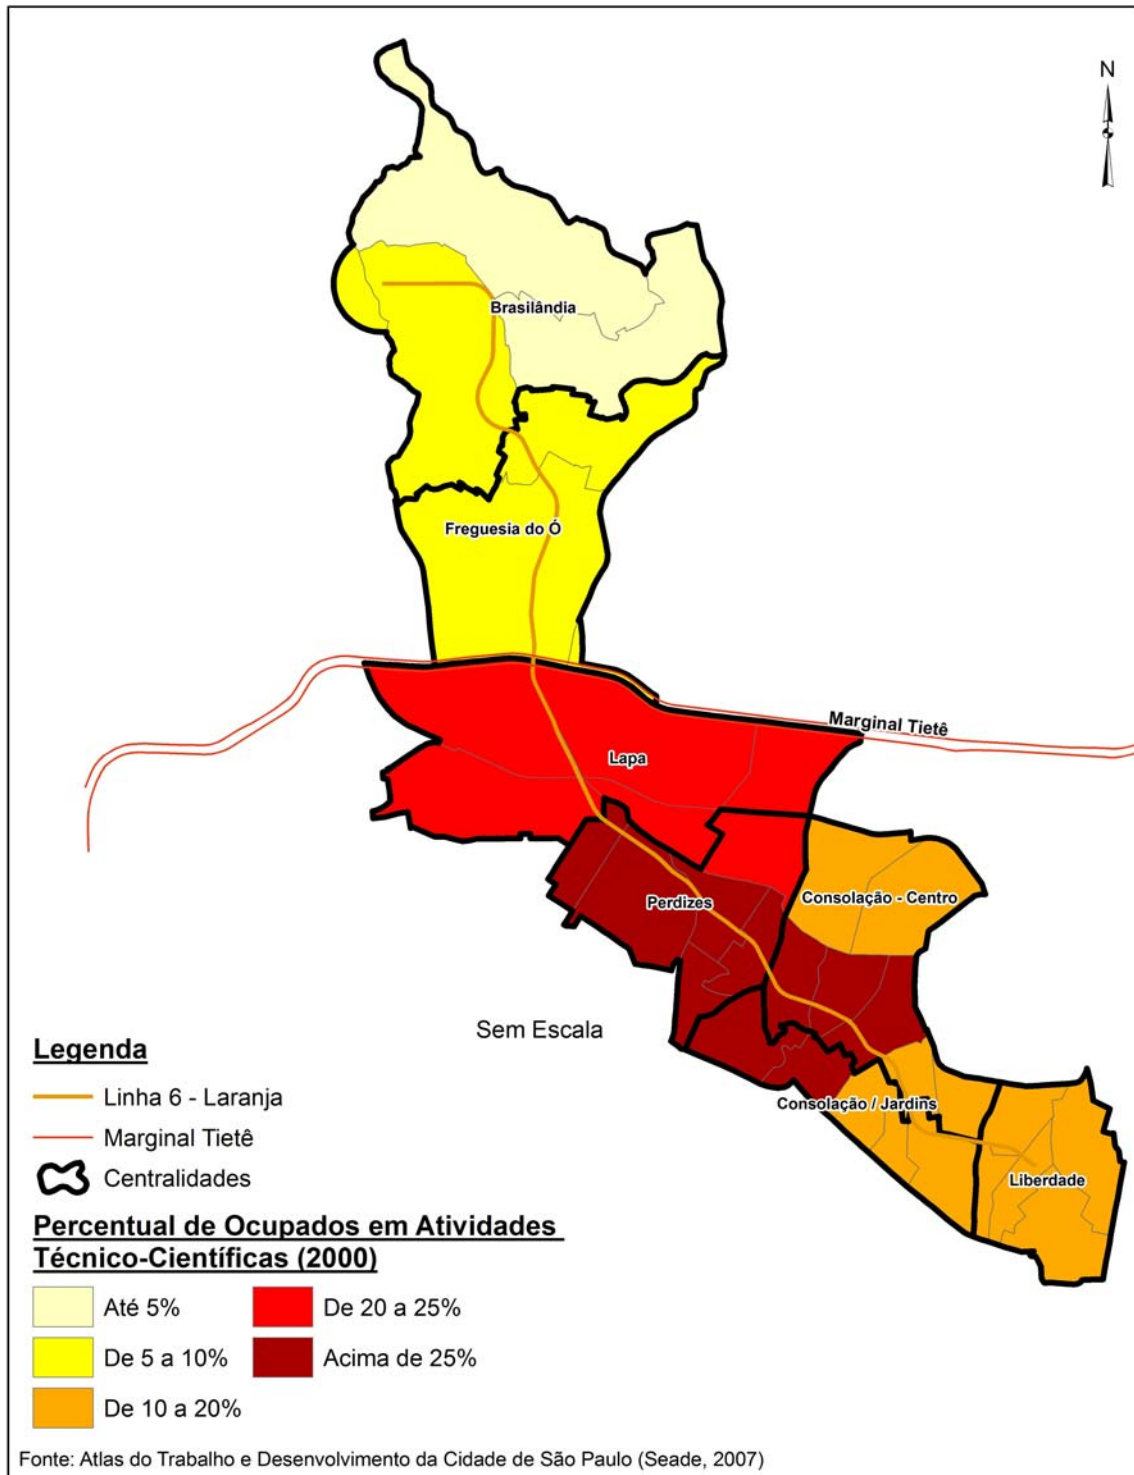 N
Brasilândia
Freguesia do Ó
Marginal Tietê
Lapa
Perdizes
Consolação - Centro
Sem Escala
Consolação / Jardins
Liberdade
Legenda
Linha 6 - Laranja
Marginal Tietê
Centralidades
Percentual de Ocupados em Atividades
Técnico-Científicas (2000)
Até 5%
De 20 a 25%
De 5 a 10%
Acima de 25%
De 10 a 20%
Fonte: Atlas do Trabalho e Desenvolvimento da Cidade de São Paulo (Seade, 2007)